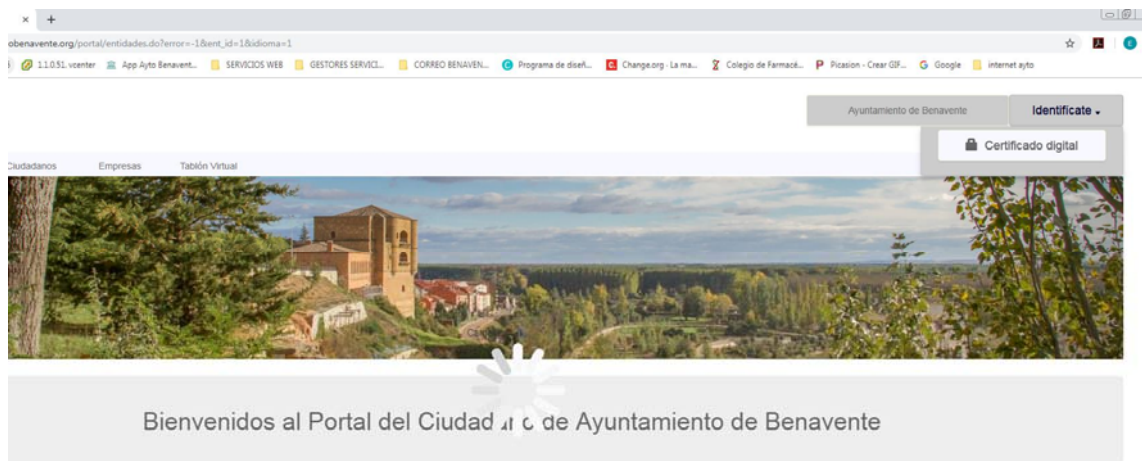 × +
obenavente.org/portal/entidades.do?error=-1&ent_id=1&idioma=1
1.1.0.51. vcenter App Ayto Benavent... SERVICIOS WEB GESTORES SERVICI... CORREO BENAVEN... Programa de diseñ... Change.org · La ma... Colegio de Farmacé... Picasion - Crear GIF... Google internet ayto
Ayuntamiento de Benavente Identifícate
Certificado digital
Ciudadanos Empresas Tablón Virtual
Bienvenidos al Portal del Ciudadano de Ayuntamiento de Benavente